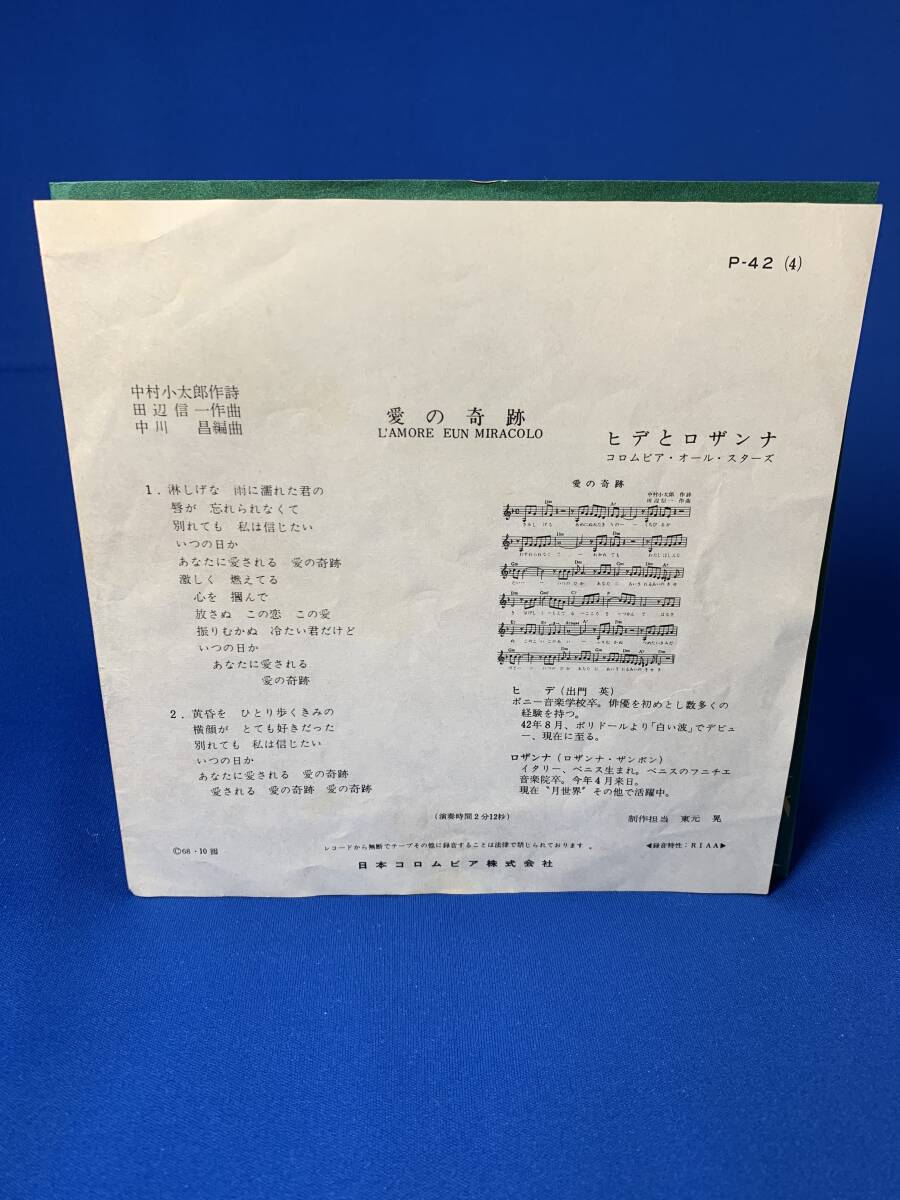 P-42 (4)
中村小太郎作詩
田辺信一作曲
中川 昌編曲
愛の奇跡
L'AMORE EUN MIRACOLO
ヒデとロザンナ
コロムビア・オール・スターズ
1. 淋しげな 雨に濡れた君の
唇が 忘れられなくて
別れても 私は信じたい
いつの日か
あなたに愛される 愛の奇跡
激しく 燃えてる
心を 摑んで
放さぬ この恋 この愛
振りむかぬ 冷たい君だけど
いつの日か
あなたに愛される
愛の奇跡
2. 黄昏を ひとり歩くきみの
横顔が とても好きだった
別れても 私は信じたい
いつの日か
あなたに愛される 愛の奇跡
愛される 愛の奇跡 愛の奇跡
愛の奇跡
中村小太郎 作詩
田辺信一 作曲
ヒデ(出門 英)
ボニー音楽学校卒。俳優を初めとし数多くの
経験を持つ。
42年8月、ポリドールより「白い波」でデビュ
ー、現在に至る。
ロザンナ(ロザンナ・ザンボン)
イタリー、ベニス生まれ。ベニスのフニチエ
音楽院卒。今年4月来日。
現在〝月世界〟その他で活躍中。
(演奏時間2分12秒)
制作担当 東元 晃
Ⓒ68・10
レコードから無断でテープその他に録音することは法律で禁じられております。
◀録音特性:RIAA▶
日本コロムビア株式会社